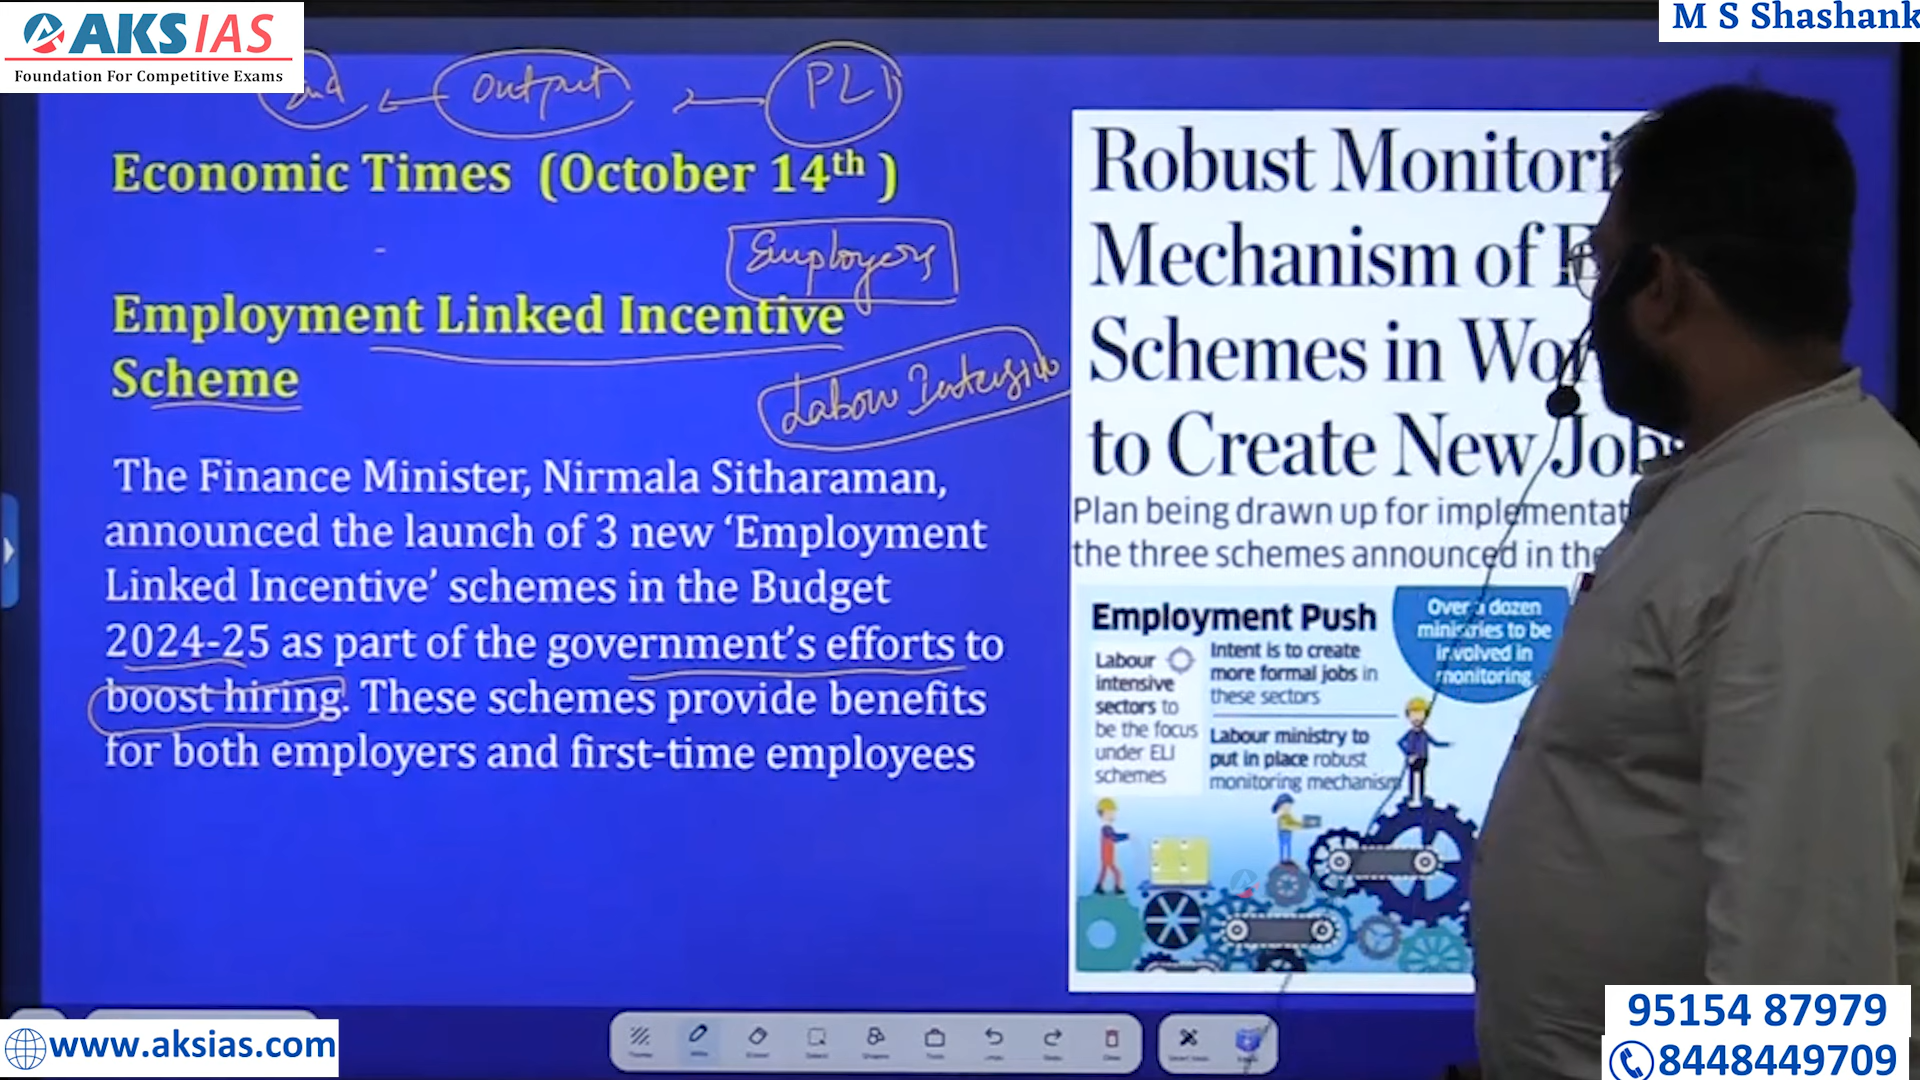 AKS IAS
Foundation For Competitive Exams
M S Shashank
Output
PLI
Economic Times (October 14th )
Employers
Employment Linked Incentive
Scheme
Labour Intensive
The Finance Minister, Nirmala Sitharaman,
announced the launch of 3 new ‘Employment
Linked Incentive’ schemes in the Budget
2024-25 as part of the government’s efforts to
boost hiring. These schemes provide benefits
for both employers and first-time employees
Robust Monitori
Mechanism of E
Schemes in Wor
to Create New Jobs
Plan being drawn up for implementat
the three schemes announced in the
Employment Push
Labour
intensive
sectors to
be the focus
under ELI
schemes
Intent is to create
more formal jobs in
these sectors
Labour ministry to
put in place robust
monitoring mechanism
Over a dozen
ministries to be
involved in
monitoring
www.aksias.com
95154 87979
8448449709